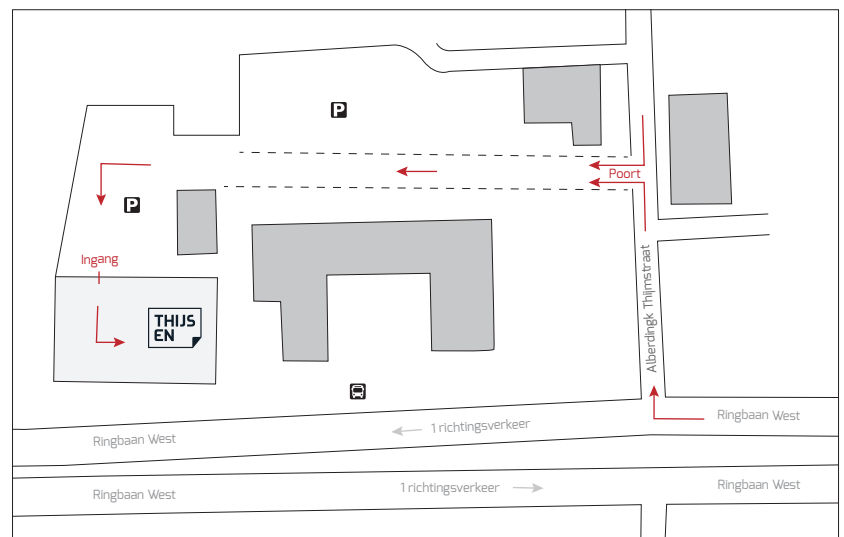 P
Poort
P
Ingang
THIJS
EN
Alberdingk Thijmstraat
Ringbaan West
1 richtingsverkeer
Ringbaan West
Ringbaan West
1 richtingsverkeer
Ringbaan West